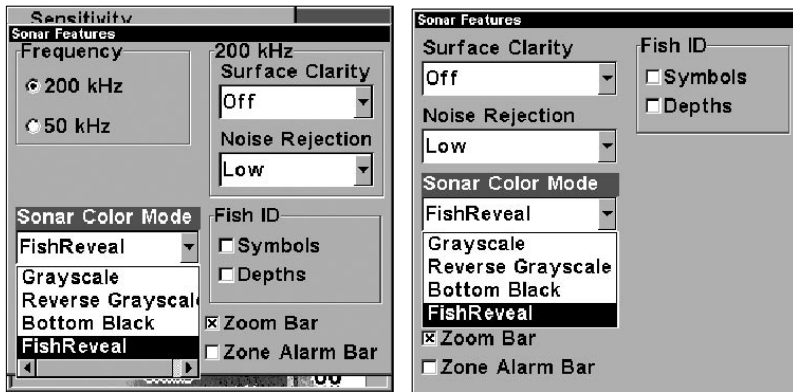 Sensitivity
Sonar Features
Frequency
200 kHz
50 kHz
200 kHz
Surface Clarity
Off
Noise Rejection
Low
Sonar Color Mode
FishReveal
Grayscale
Reverse Grayscal
Bottom Black
FishReveal
Fish ID
Symbols
Depths
Zoom Bar
Zone Alarm Bar
Sonar Features
Surface Clarity
Off
Noise Rejection
Low
Sonar Color Mode
FishReveal
Grayscale
Reverse Grayscale
Bottom Black
FishReveal
Zoom Bar
Zone Alarm Bar
Fish ID
Symbols
Depths